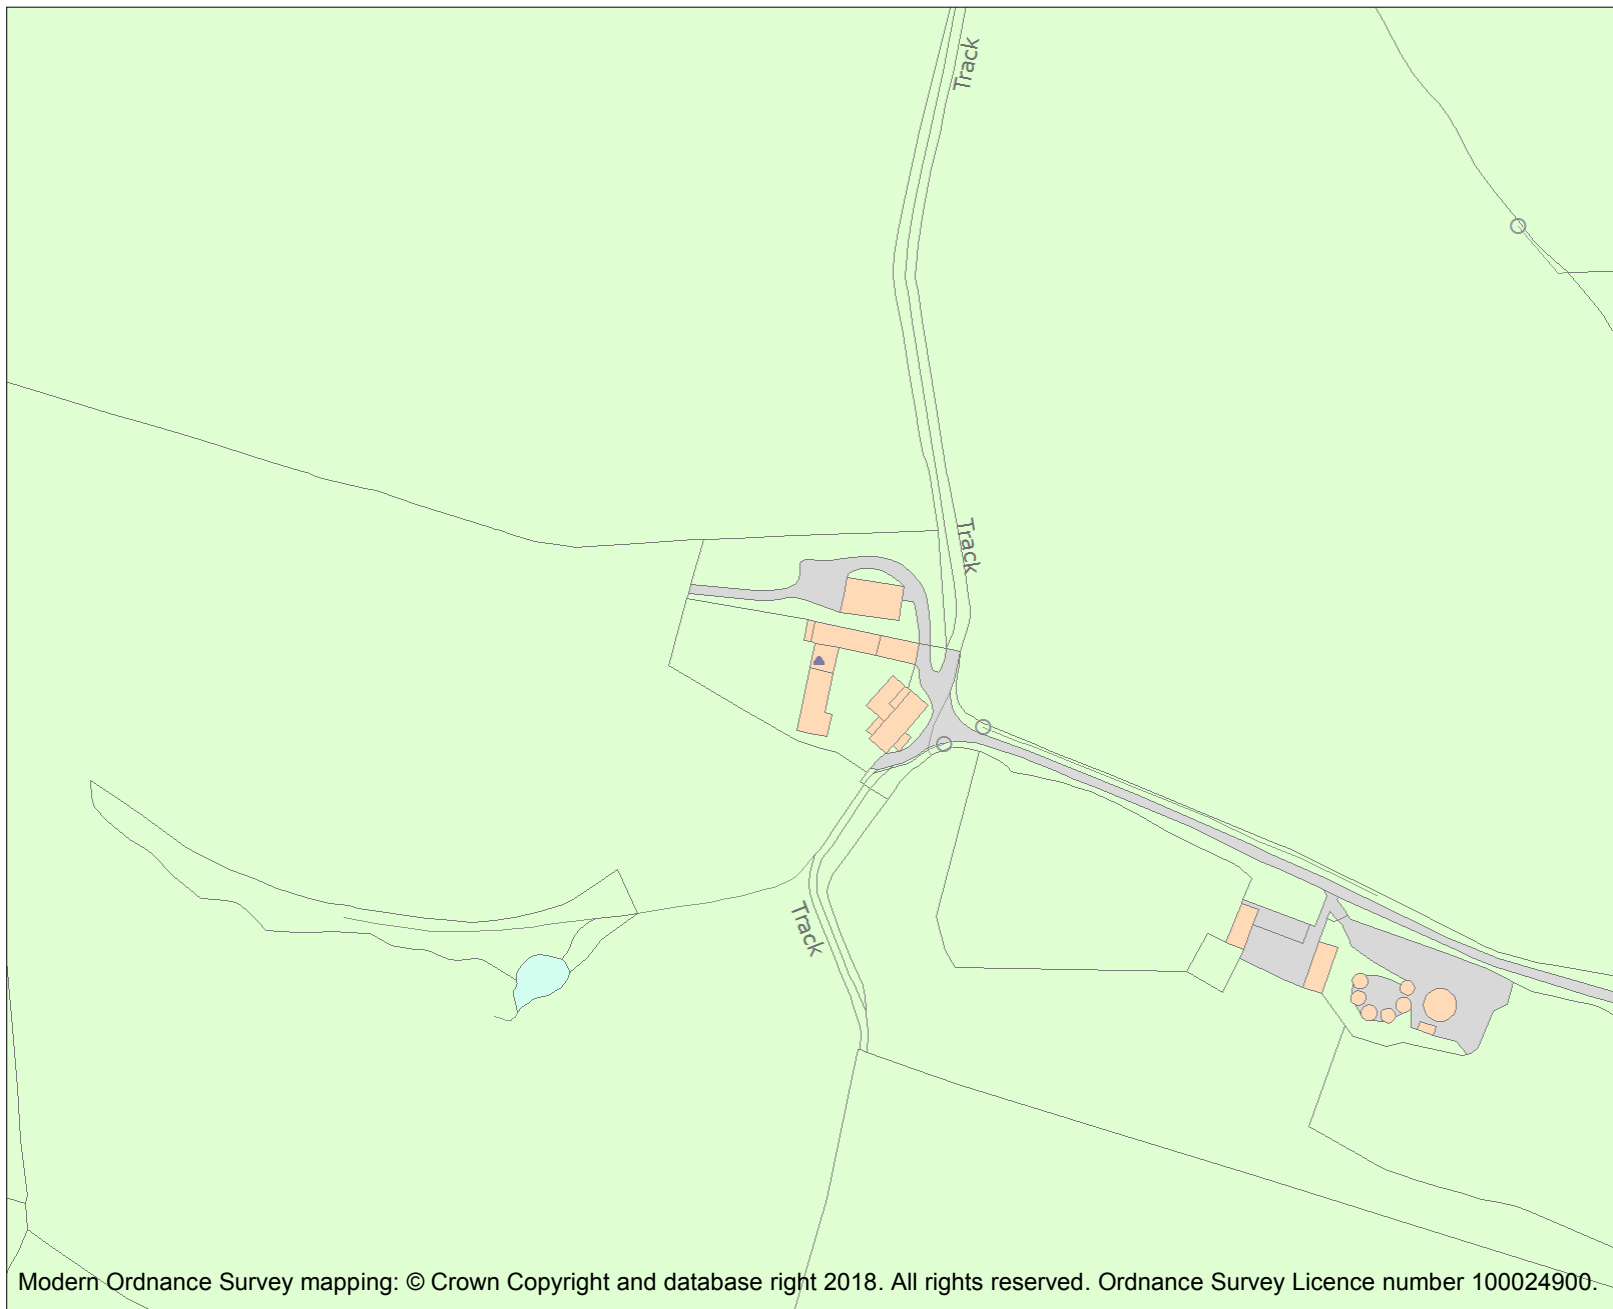 Track
Track
Track
Modern Ordnance Survey mapping: © Crown Copyright and database right 2018. All rights reserved. Ordnance Survey Licence number 100024900.